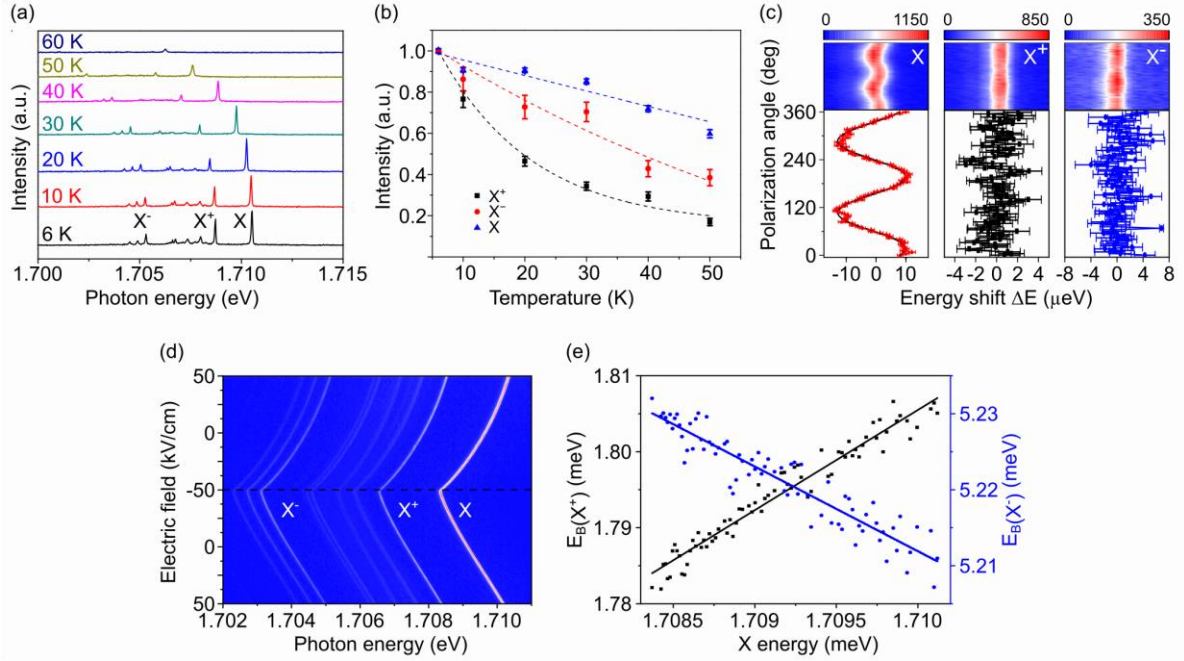 (a)
60 K
50 K
40 K
30 K
20 K
10 K
6 K
X⁻
X⁺
X
Intensity (a.u.)
1.700
1.705
1.710
1.715
Photon energy (eV)
(b)
1.0
0.8
0.6
0.4
0.2
Intensity (a.u.)
X⁺
X⁻
X
10
20
30
40
50
Temperature (K)
(c)
0
1150
0
850
0
350
X
X⁺
X⁻
Polarization angle (deg)
360
240
120
0
-10
0
10
-4
0
4
-8
-4
0
4
8
Energy shift ΔE (μeV)
(d)
Electric field (kV/cm)
50
0
-50
0
50
X⁻
X⁺
X
1.702
1.704
1.706
1.708
1.710
Photon energy (eV)
(e)
E_B(X⁺) (meV)
1.81
1.80
1.79
1.78
5.23
5.22
5.21
E_B(X⁻) (meV)
1.7085
1.709
1.7095
1.710
X energy (meV)